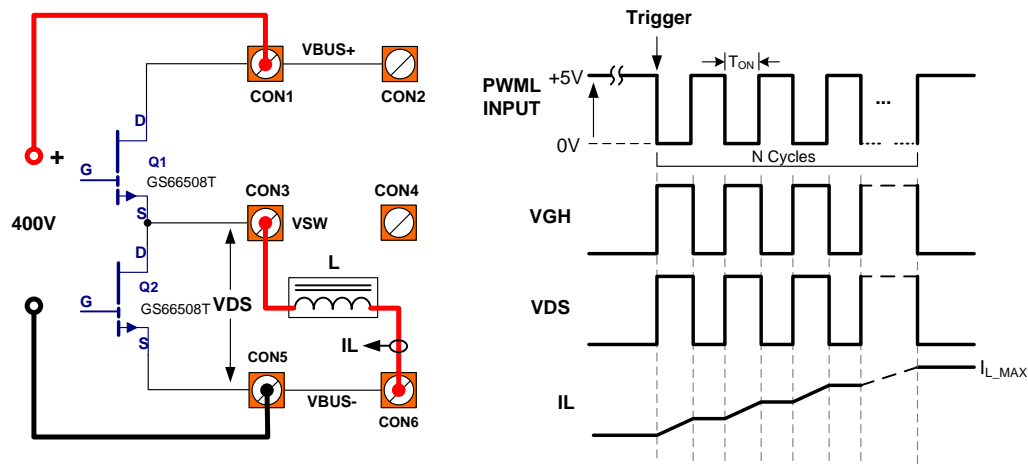 VBUS+
CON1
CON2
D
Q1
G
GS66508T
S
+
400V
CON3
CON4
VSW
D
Q2
G
GS66508T
S
VDS
L
IL
CON5
VBUS-
CON6
Trigger
TON
+5V
PWML
INPUT
...
0V
N Cycles
VGH
VDS
IL_MAX
IL